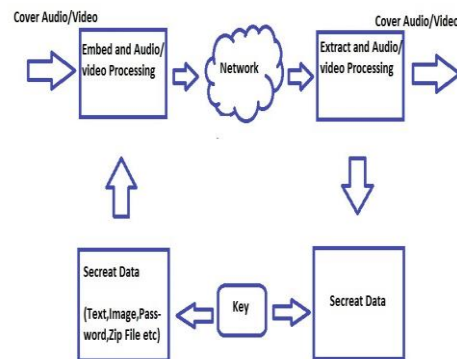 Cover Audio/Video
Embed and Audio/
video Processing
Network
Extract and Audio/
video Processing
Cover Audio/Video
Secreat Data
(Text,Image,Pass-
word,Zip File etc)
Key
Secreat Data